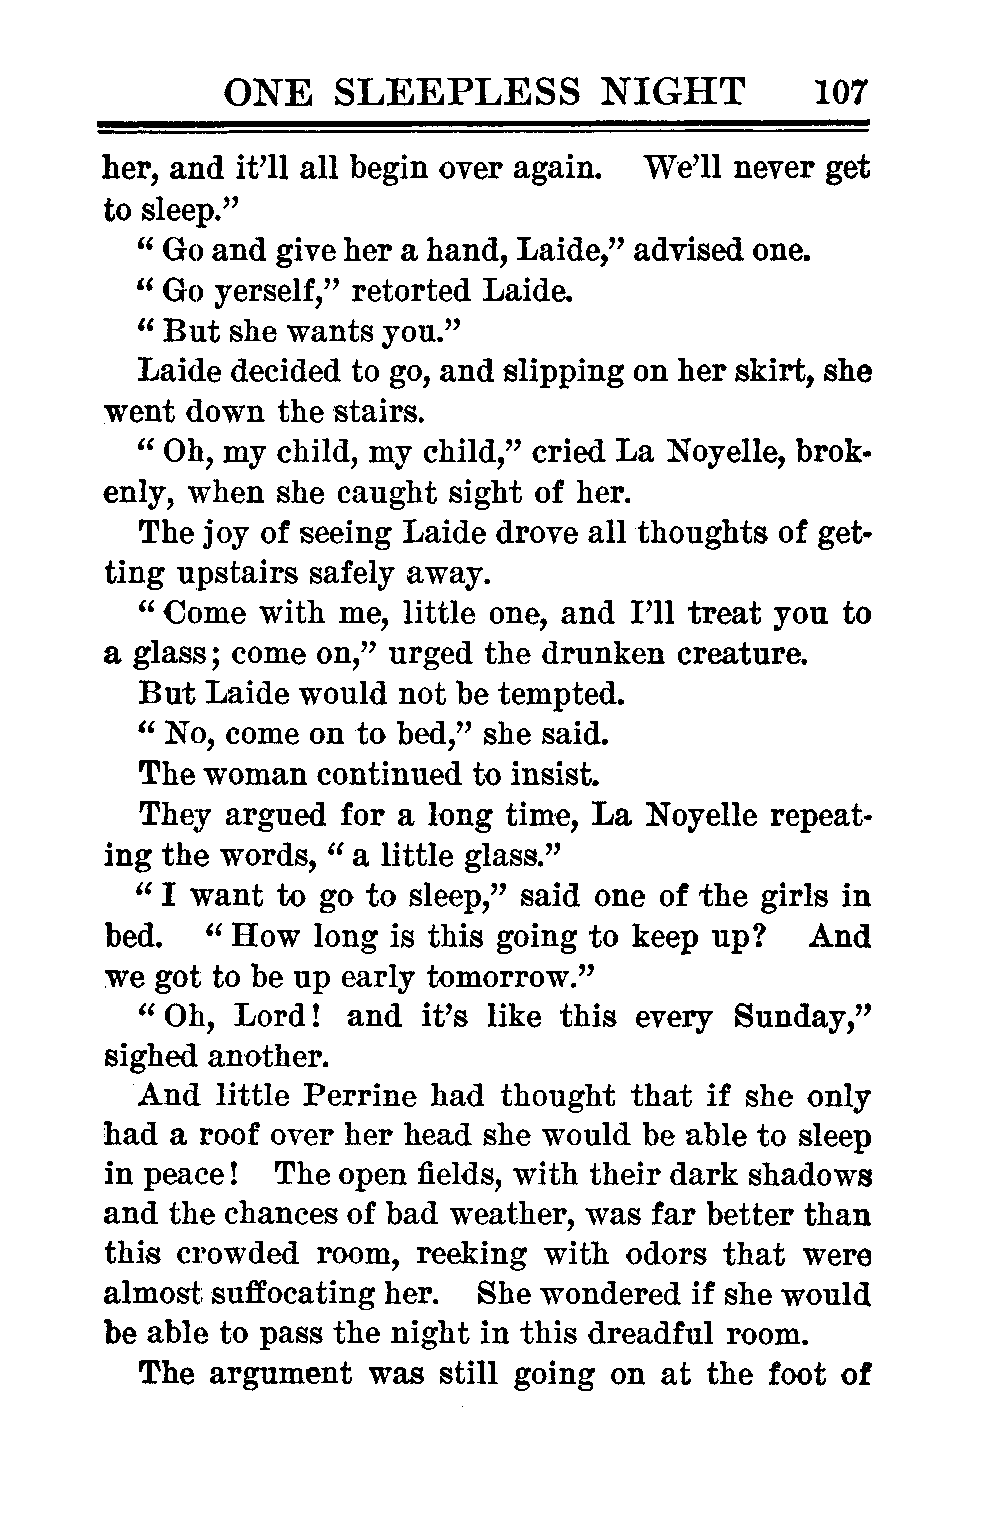 ONE SLEEPLESS NIGHT 107
her, and it'll all begin over again. We'll never get
to sleep."
" Go and give her a hand, Laide," advised one.
" Go yerself," retorted Laide.
" But she wants you."
Laide decided to go, and slipping on her skirt, she
went down the stairs.
" Oh, my child, my child," cried La Noyelle, brok-
enly, when she caught sight of her.
The joy of seeing Laide drove all thoughts of get-
ting upstairs safely away.
" Come with me, little one, and I'll treat you to
a glass; come on," urged the drunken creature.
But Laide would not be tempted.
" No, come on to bed," she said.
The woman continued to insist.
They argued for a long time, La Noyelle repeat-
ing the words, " a little glass."
" I want to go to sleep," said one of the girls in
bed. " How long is this going to keep up? And
we got to be up early tomorrow."
" Oh, Lord! and it's like this every Sunday,"
sighed another.
And little Perrine had thought that if she only
had a roof over her head she would be able to sleep
in peace! The open fields, with their dark shadows
and the chances of bad weather, was far better than
this crowded room, reeking with odors that were
almost suffocating her. She wondered if she would
be able to pass the night in this dreadful room.
The argument was still going on at the foot of